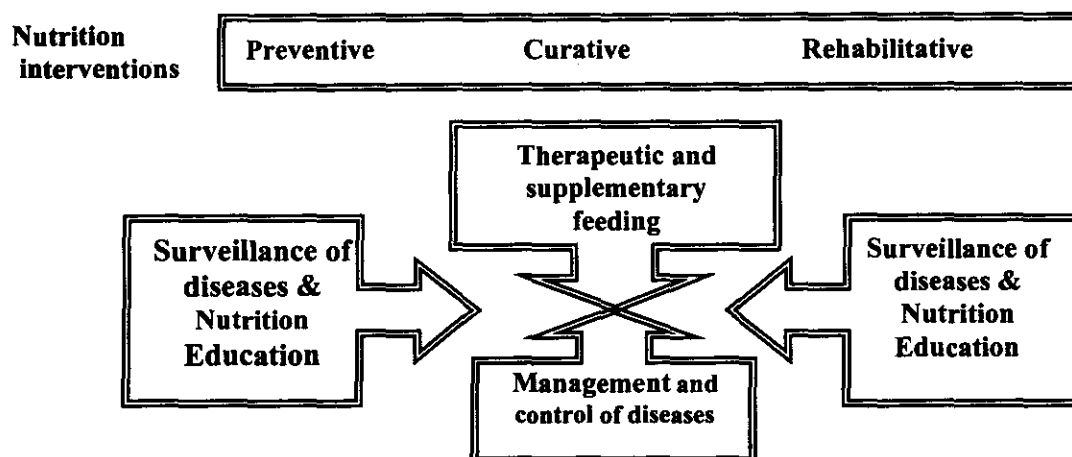 Nutrition
interventions
Preventive Curative Rehabilitative
Therapeutic and
supplementary
feeding
Surveillance of
diseases &
Nutrition
Education
Surveillance of
diseases &
Nutrition
Education
Management and
control of diseases